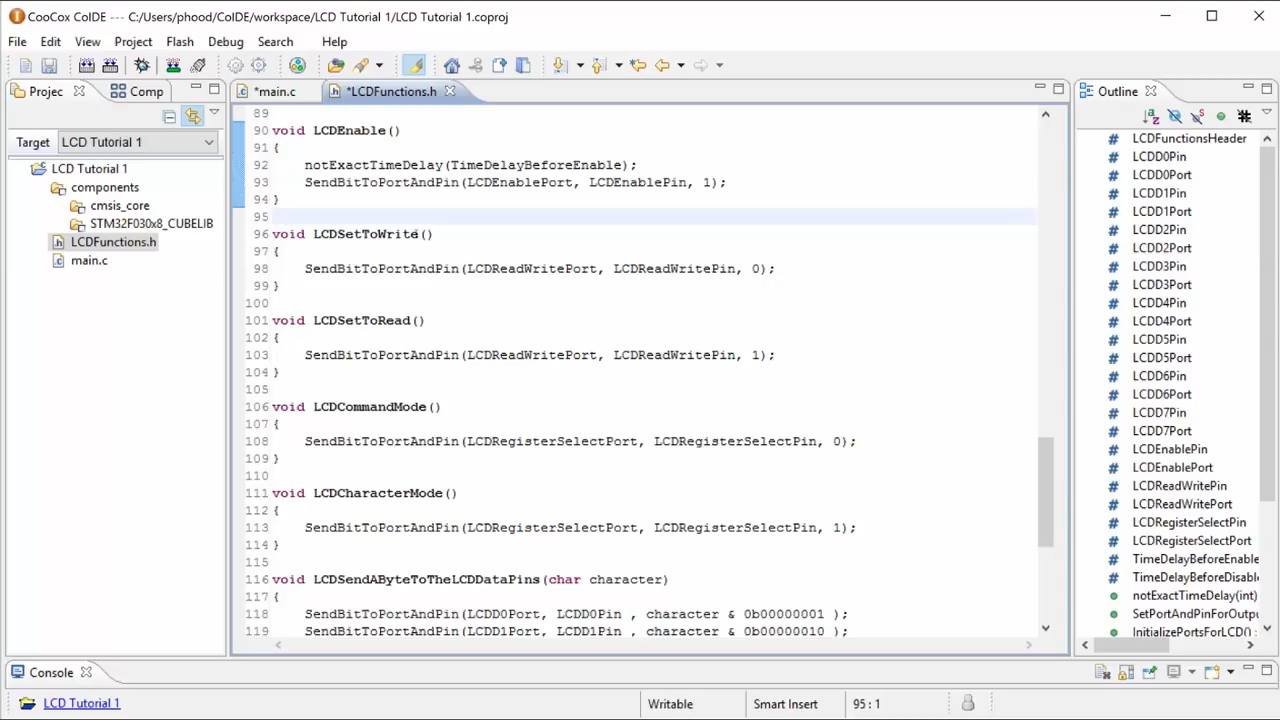 CooCox CoIDE --- C:/Users/phood/CoIDE/workspace/LCD Tutorial 1/LCD Tutorial 1.coproj
File Edit View Project Flash Debug Search Help
Projec Comp
Target LCD Tutorial 1
LCD Tutorial 1
components
cmsis_core
STM32F030x8_CUBELIB
LCDFunctions.h
main.c
*main.c *LCDFunctions.h
89
90 void LCDEnable()
91 {
92 notExactTimeDelay(TimeDelayBeforeEnable);
93 SendBitToPortAndPin(LCDEnablePort, LCDEnablePin, 1);
94 }
95
96 void LCDSetToWrite()
97 {
98 SendBitToPortAndPin(LCDReadWritePort, LCDReadWritePin, 0);
99 }
100
101 void LCDSetToRead()
102 {
103 SendBitToPortAndPin(LCDReadWritePort, LCDReadWritePin, 1);
104 }
105
106 void LCDCommandMode()
107 {
108 SendBitToPortAndPin(LCDRegisterSelectPort, LCDRegisterSelectPin, 0);
109 }
110
111 void LCDCharacterMode()
112 {
113 SendBitToPortAndPin(LCDRegisterSelectPort, LCDRegisterSelectPin, 1);
114 }
115
116 void LCDSendAByteToTheLCDDataPins(char character)
117 {
118 SendBitToPortAndPin(LCDD0Port, LCDD0Pin , character & 0b00000001 );
119 SendBitToPortAndPin(LCDD1Port, LCDD1Pin , character & 0b00000010 );
Outline
LCDFunctionsHeader
LCDD0Pin
LCDD0Port
LCDD1Pin
LCDD1Port
LCDD2Pin
LCDD2Port
LCDD3Pin
LCDD3Port
LCDD4Pin
LCDD4Port
LCDD5Pin
LCDD5Port
LCDD6Pin
LCDD6Port
LCDD7Pin
LCDD7Port
LCDEnablePin
LCDEnablePort
LCDReadWritePin
LCDReadWritePort
LCDRegisterSelectPin
LCDRegisterSelectPort
TimeDelayBeforeEnable
TimeDelayBeforeDisabl
notExactTimeDelay(int)
SetPortAndPinForOutpu
InitializePortsForLCD() :
Console
LCD Tutorial 1 Writable Smart Insert 95 : 1